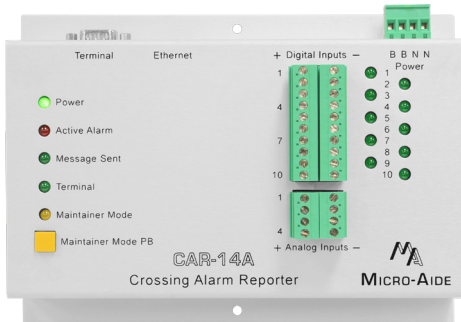 Terminal
Ethernet
+ Digital Inputs −
B B N N
Power
1
4
7
10
1
2
3
4
5
6
7
8
9
10
Power
Active Alarm
Message Sent
Terminal
Maintainer Mode
Maintainer Mode PB
1
4
+ Analog Inputs −
CAR-14A
Crossing Alarm Reporter
MA
MICRO-AIDE